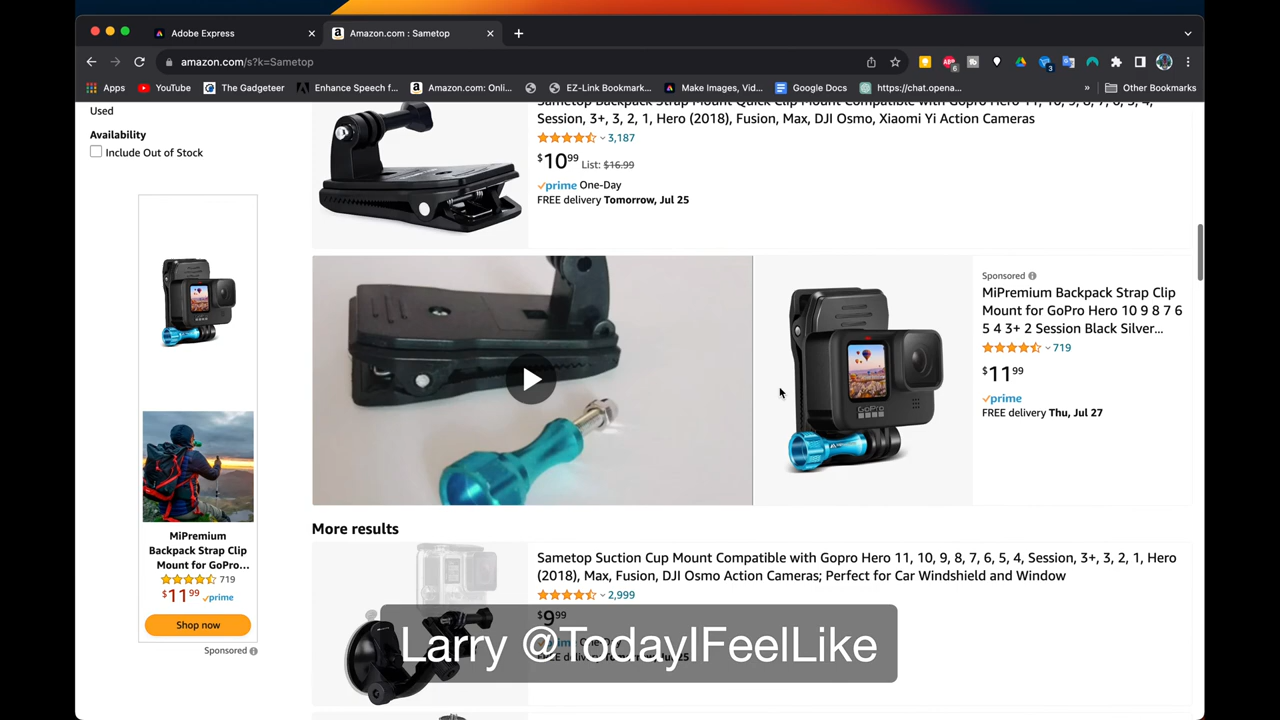 Adobe Express
Amazon.com : Sametop
amazon.com/s?k=Sametop
6
3
Apps
YouTube
The Gadgeteer
Enhance Speech f...
Amazon.com: Onli...
EZ-Link Bookmark...
Make Images, Vid...
Google Docs
https://chat.opena...
»
Other Bookmarks
Used
Availability
Include Out of Stock
MiPremium
Backpack Strap Clip
Mount for GoPro...
719
$11 99 prime
Shop now
Sponsored
Sametop Backpack Strap Mount Quick Clip Mount Compatible with Gopro Hero 11, 10, 9, 8, 7, 6, 5, 4,
Session, 3+, 3, 2, 1, Hero (2018), Fusion, Max, DJI Osmo, Xiaomi Yi Action Cameras
3,187
$10 99 List: $16.99
prime One-Day
FREE delivery Tomorrow, Jul 25
GoPro
Sponsored
MiPremium Backpack Strap Clip
Mount for GoPro Hero 10 9 8 7 6
5 4 3+ 2 Session Black Silver...
719
$11 99
prime
FREE delivery Thu, Jul 27
More results
Sametop Suction Cup Mount Compatible with Gopro Hero 11, 10, 9, 8, 7, 6, 5, 4, Session, 3+, 3, 2, 1, Hero
(2018), Max, Fusion, DJI Osmo Action Cameras; Perfect for Car Windshield and Window
2,999
$9 99
Larry @TodayIFeelLike